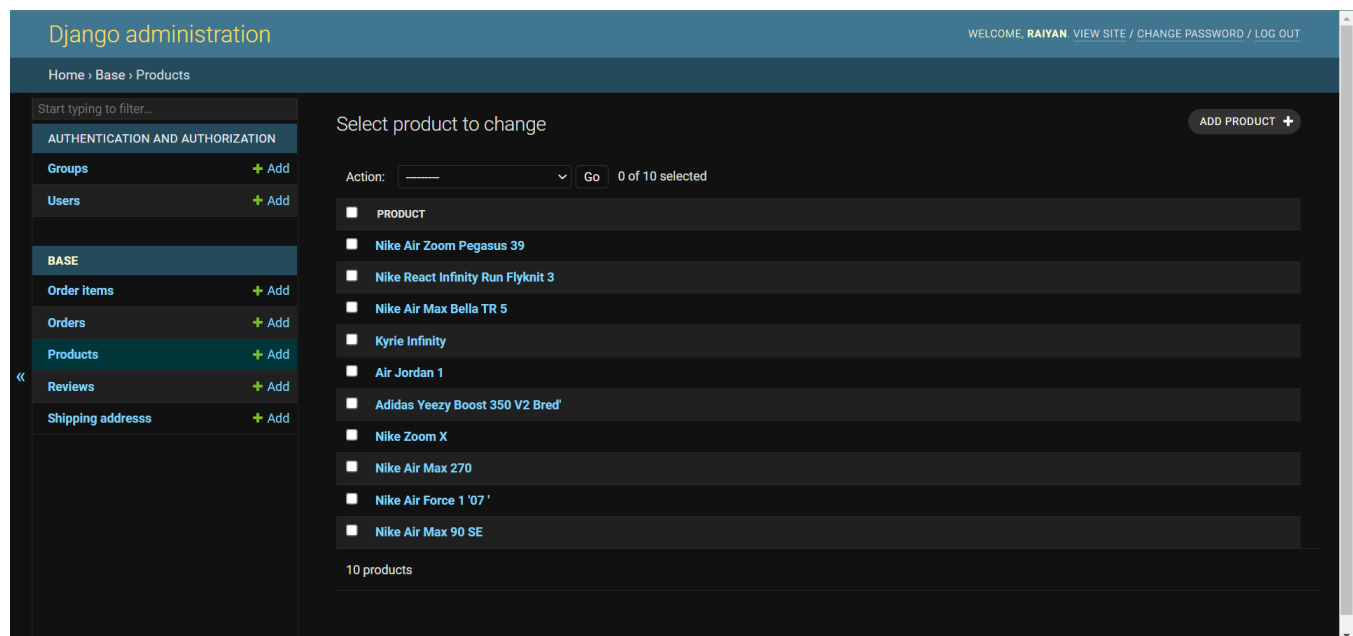 Django administration
WELCOME, RAIYAN. VIEW SITE / CHANGE PASSWORD / LOG OUT
Home › Base › Products
Start typing to filter...
AUTHENTICATION AND AUTHORIZATION
Groups + Add
Users + Add
BASE
Order items + Add
Orders + Add
Products + Add
Reviews + Add
Shipping addresss + Add
«
Select product to change
ADD PRODUCT +
Action: --------- Go 0 of 10 selected
PRODUCT
Nike Air Zoom Pegasus 39
Nike React Infinity Run Flyknit 3
Nike Air Max Bella TR 5
Kyrie Infinity
Air Jordan 1
Adidas Yeezy Boost 350 V2 Bred'
Nike Zoom X
Nike Air Max 270
Nike Air Force 1 '07 '
Nike Air Max 90 SE
10 products